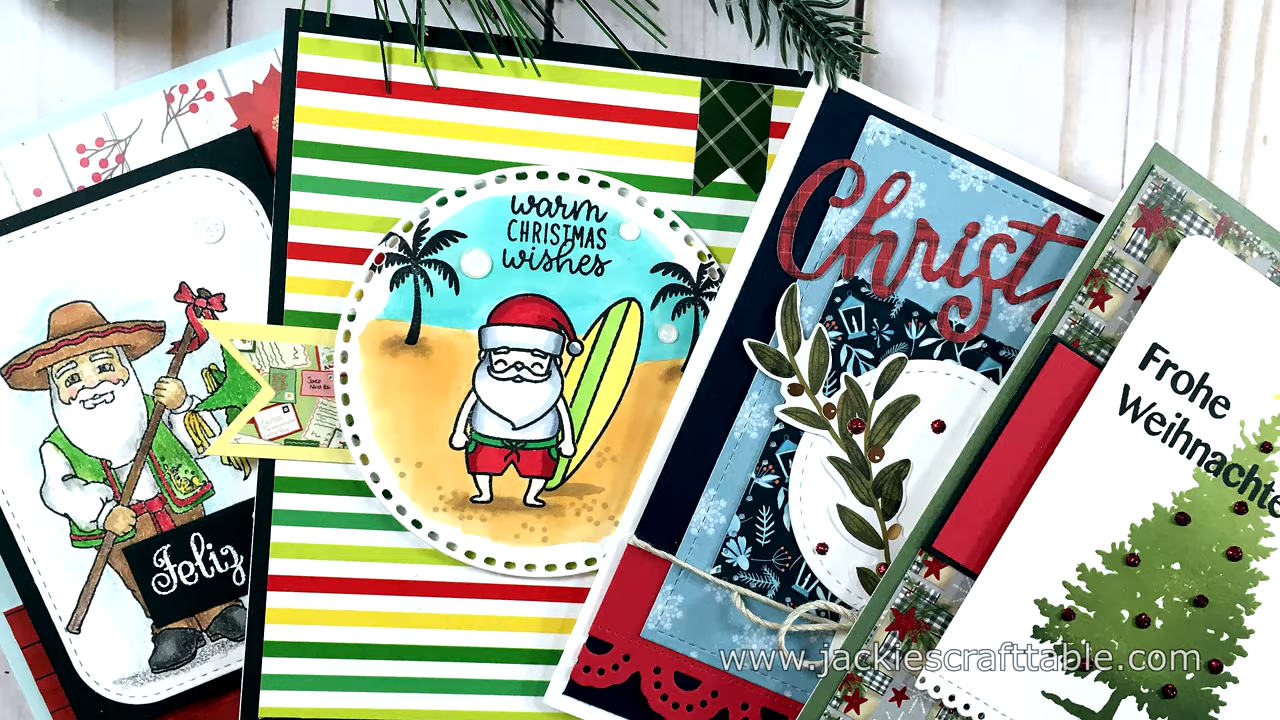 Feliz
warm
CHRISTMAS
wishes
Christ
Frohe
Weihnachte
www.jackiescrafttable.com